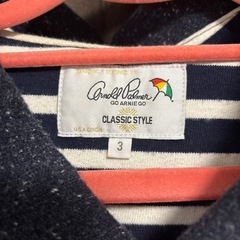 Arnold Palmer
GO ARNIE GO
CLASSIC STYLE
3